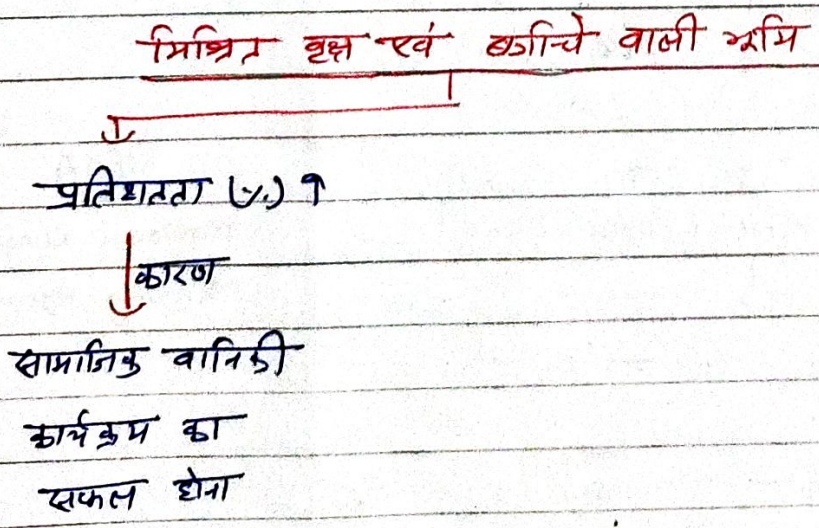 मिश्रित वृक्ष एवं बगीचे वाली भूमि
प्रतिशतता (%) ↑
कारण
सामाजिक वानिकी
कार्यक्रम का
सफल होना